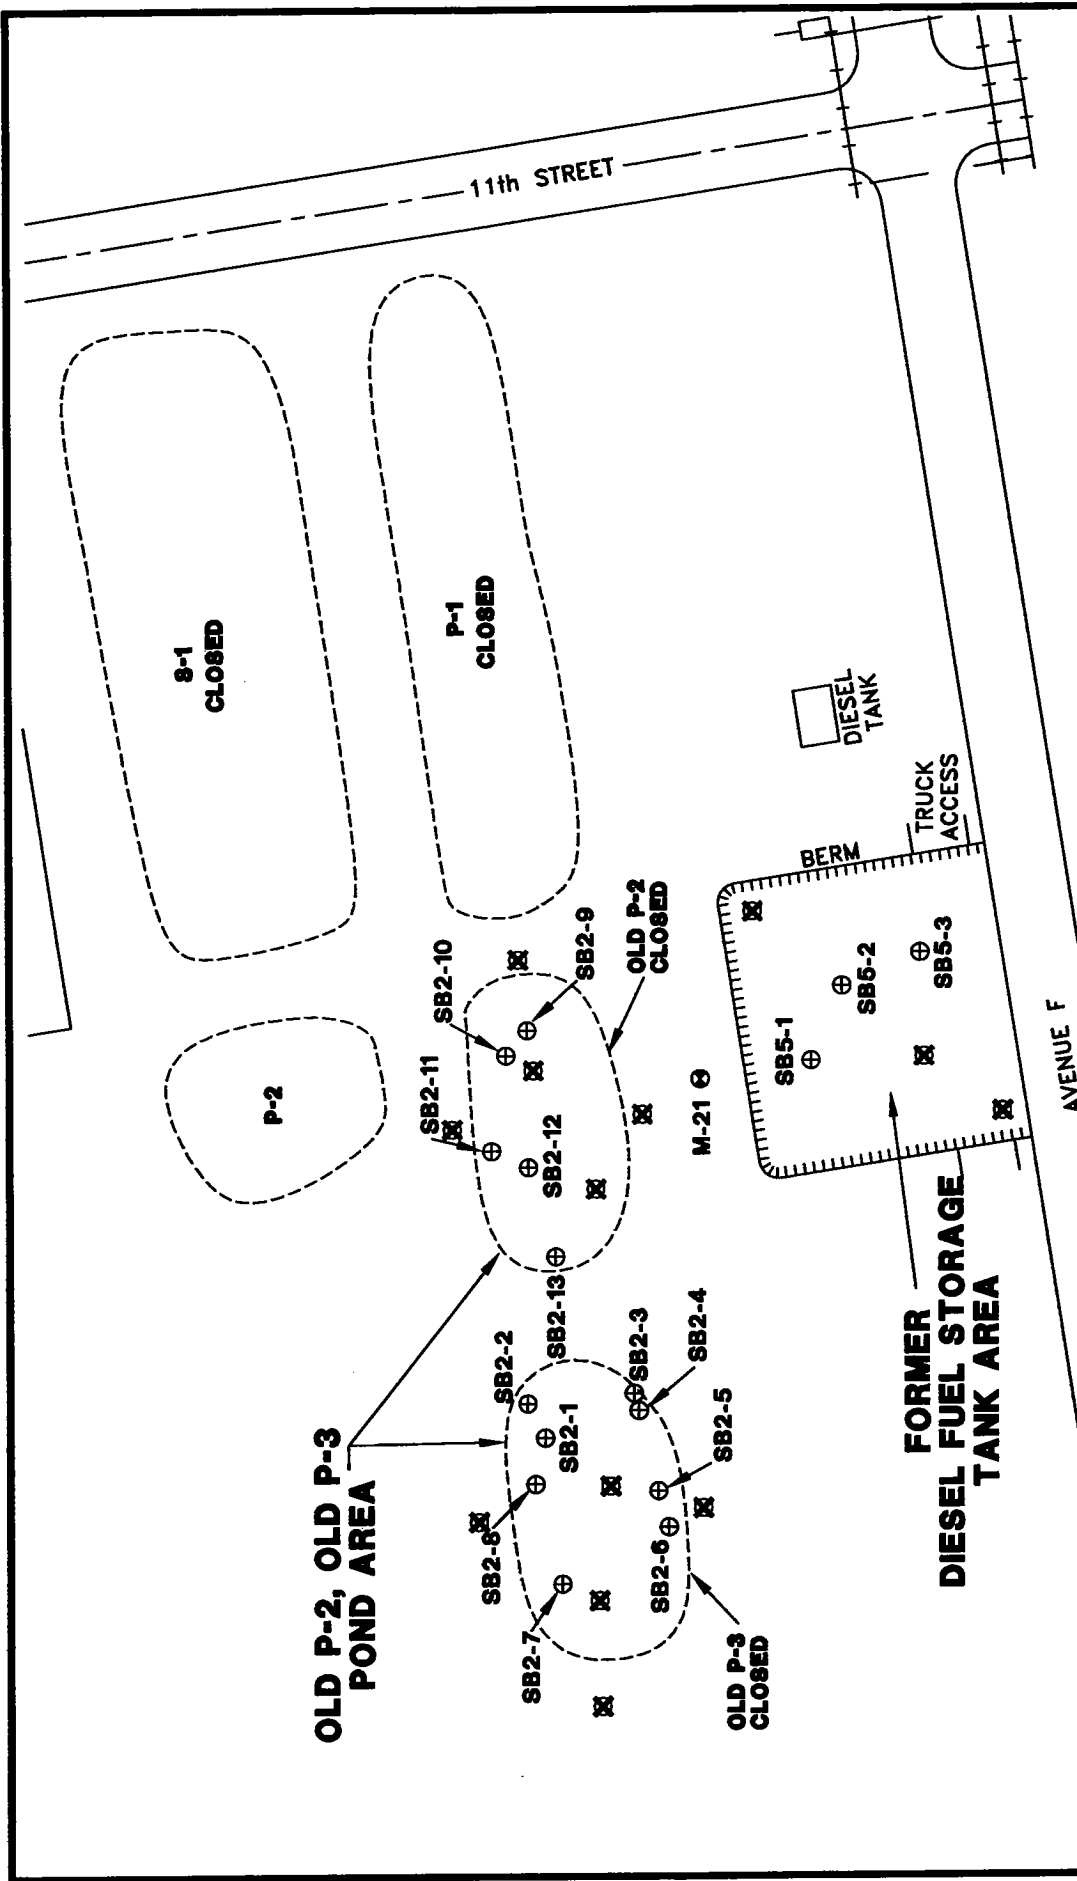 11th STREET
S-1
CLOSED
P-1
CLOSED
P-2
DIESEL
TANK
TRUCK
ACCESS
BERM
OLD P-2
CLOSED
SB2-9
SB2-10
SB2-11
SB2-12
SB2-13
M-21
SB5-1
SB5-2
SB5-3
AVENUE F
OLD P-2, OLD P-3
POND AREA
SB2-2
SB2-1
SB2-3
SB2-4
SB2-5
SB2-6
SB2-8
SB2-7
OLD P-3
CLOSED
FORMER
DIESEL FUEL STORAGE
TANK AREA